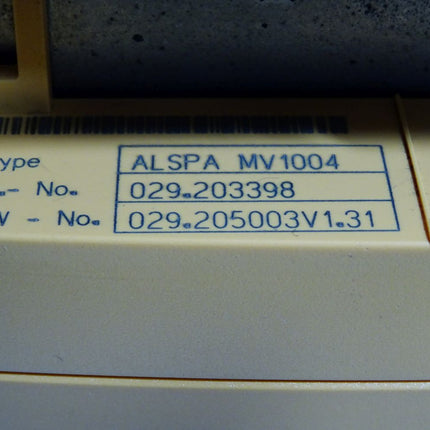 ype ALSPA MV1004
.- No. 029.203398
W - No. 029.205003V1.31